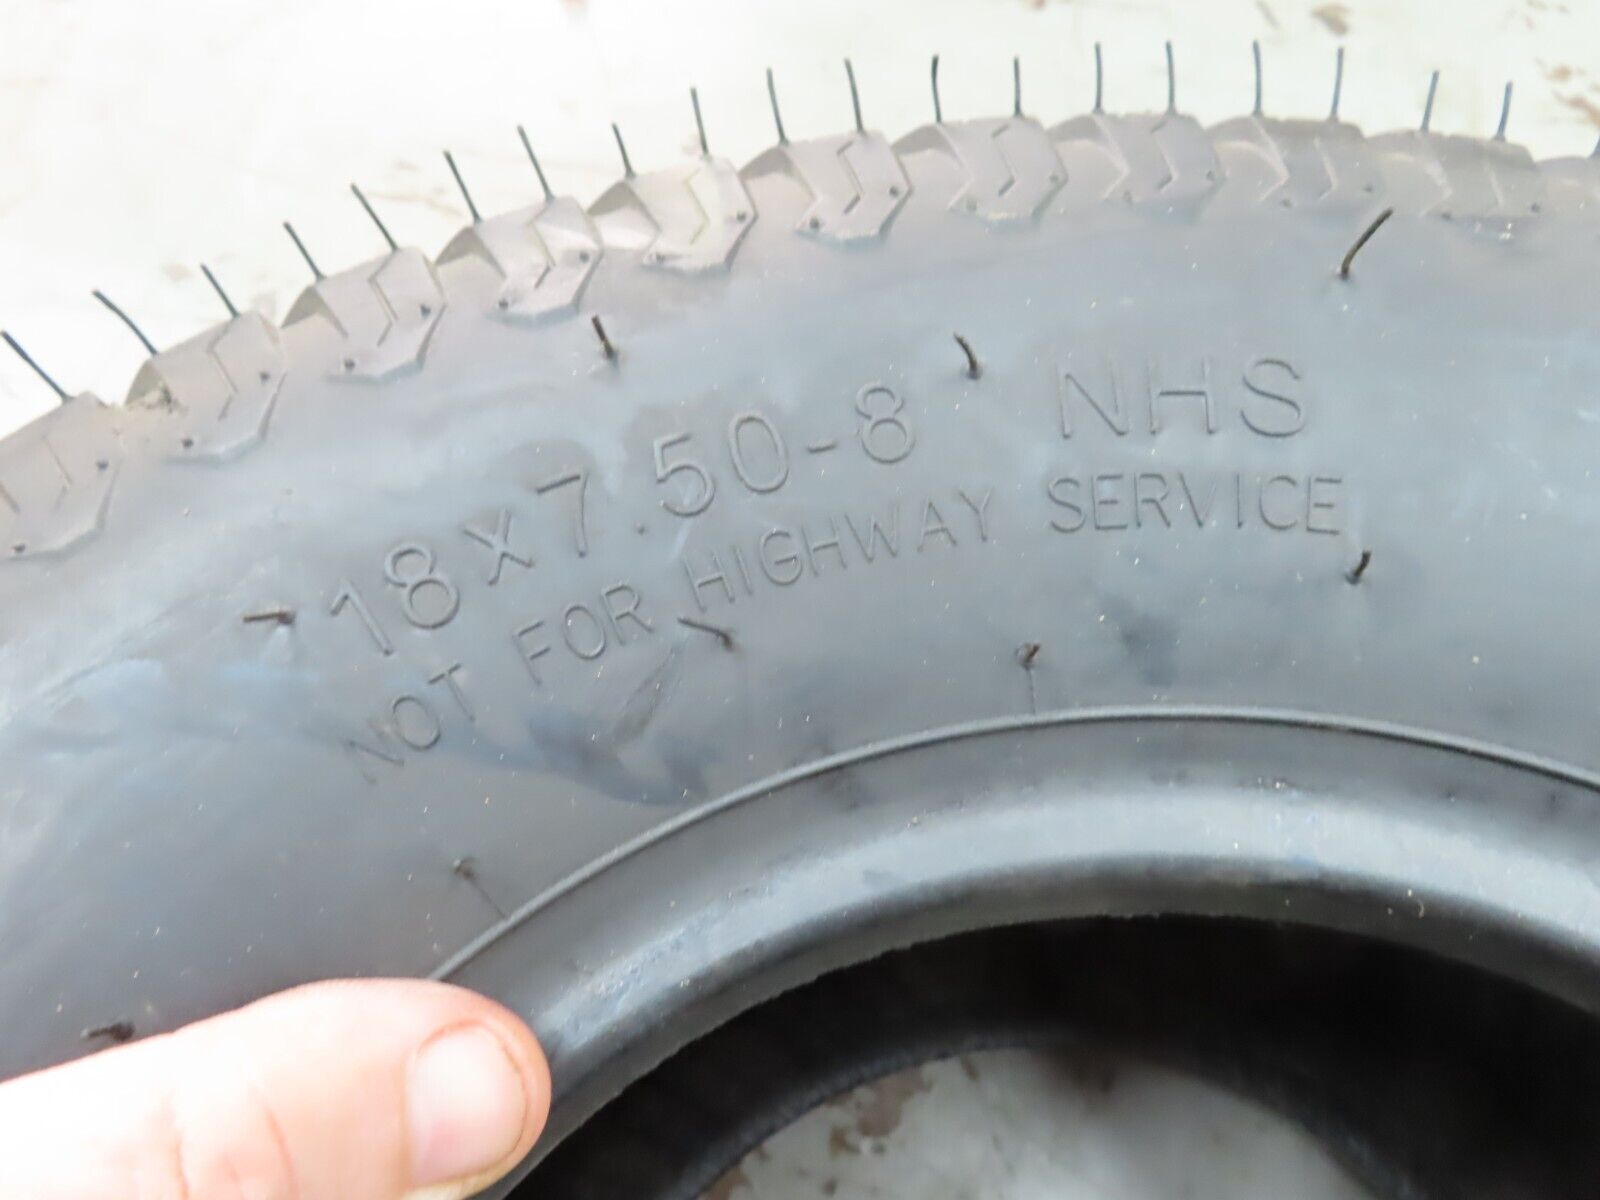 18x7.50-8 NHS
NOT FOR HIGHWAY SERVICE